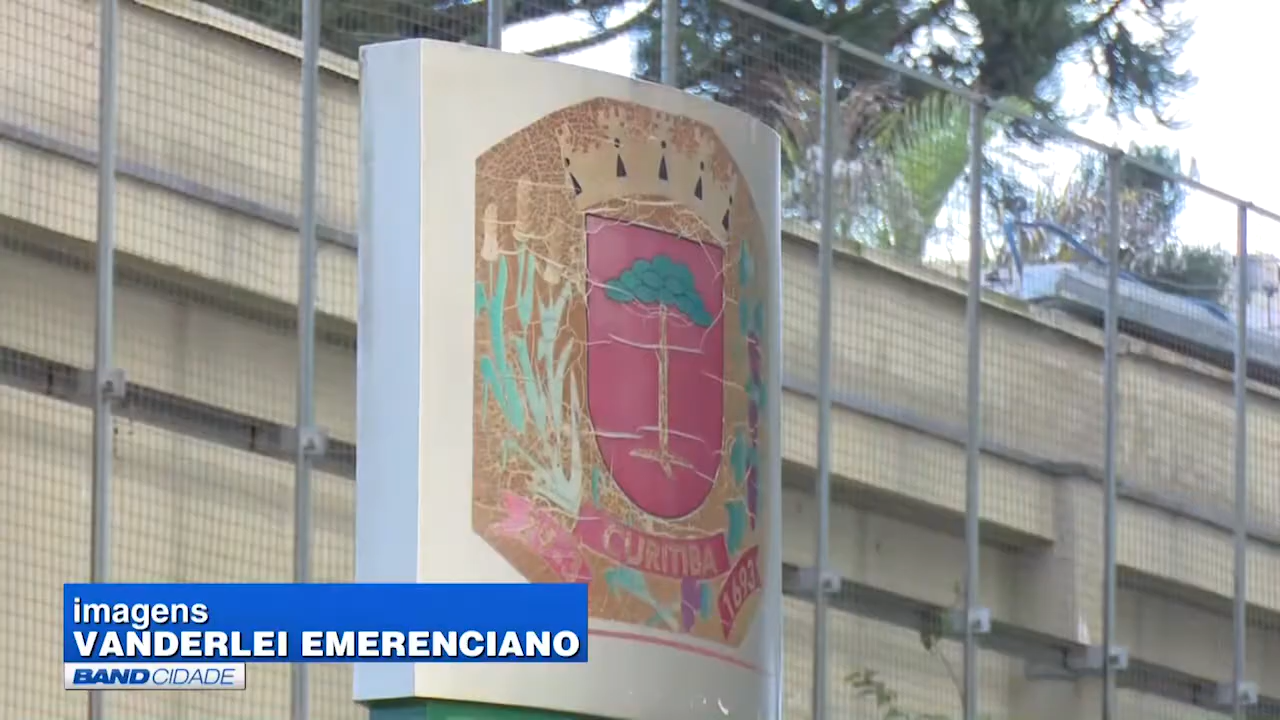 CURITIBA
1693
imagens
VANDERLEI EMERENCIANO
BAND CIDADE